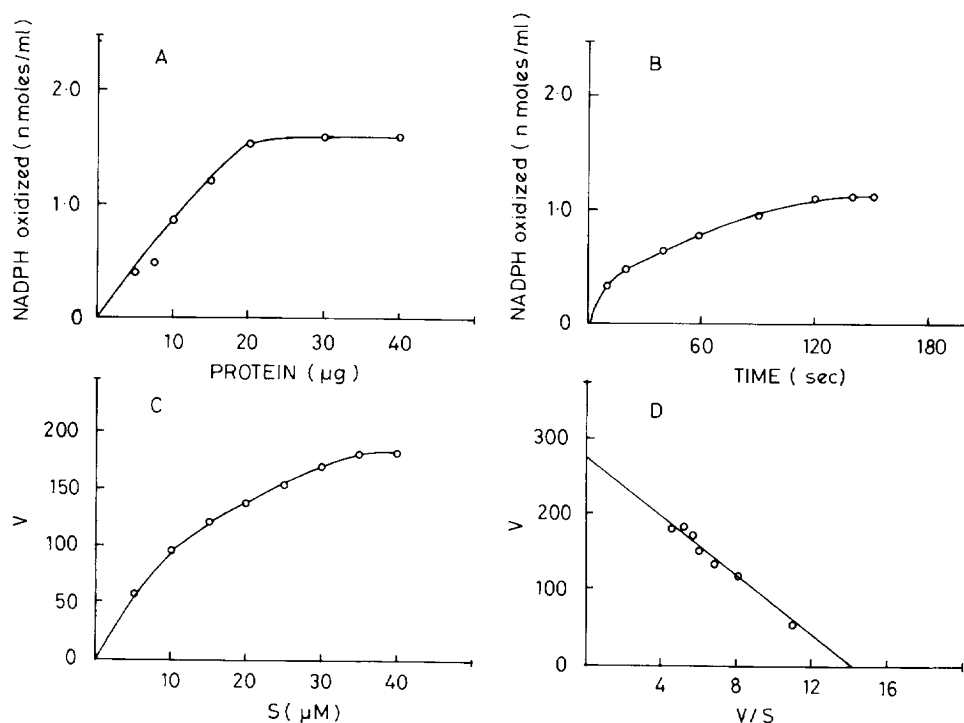 A
NADPH oxidized (n moles/ml)
2·0
1·0
0
10 20 30 40
PROTEIN (µg)
B
NADPH oxidized (n moles/ml)
2·0
1·0
0
60 120 180
TIME ( sec)
C
V
200
150
100
50
0
10 20 30 40
S( µM)
D
V
300
200
100
0
4 8 12 16
V/S